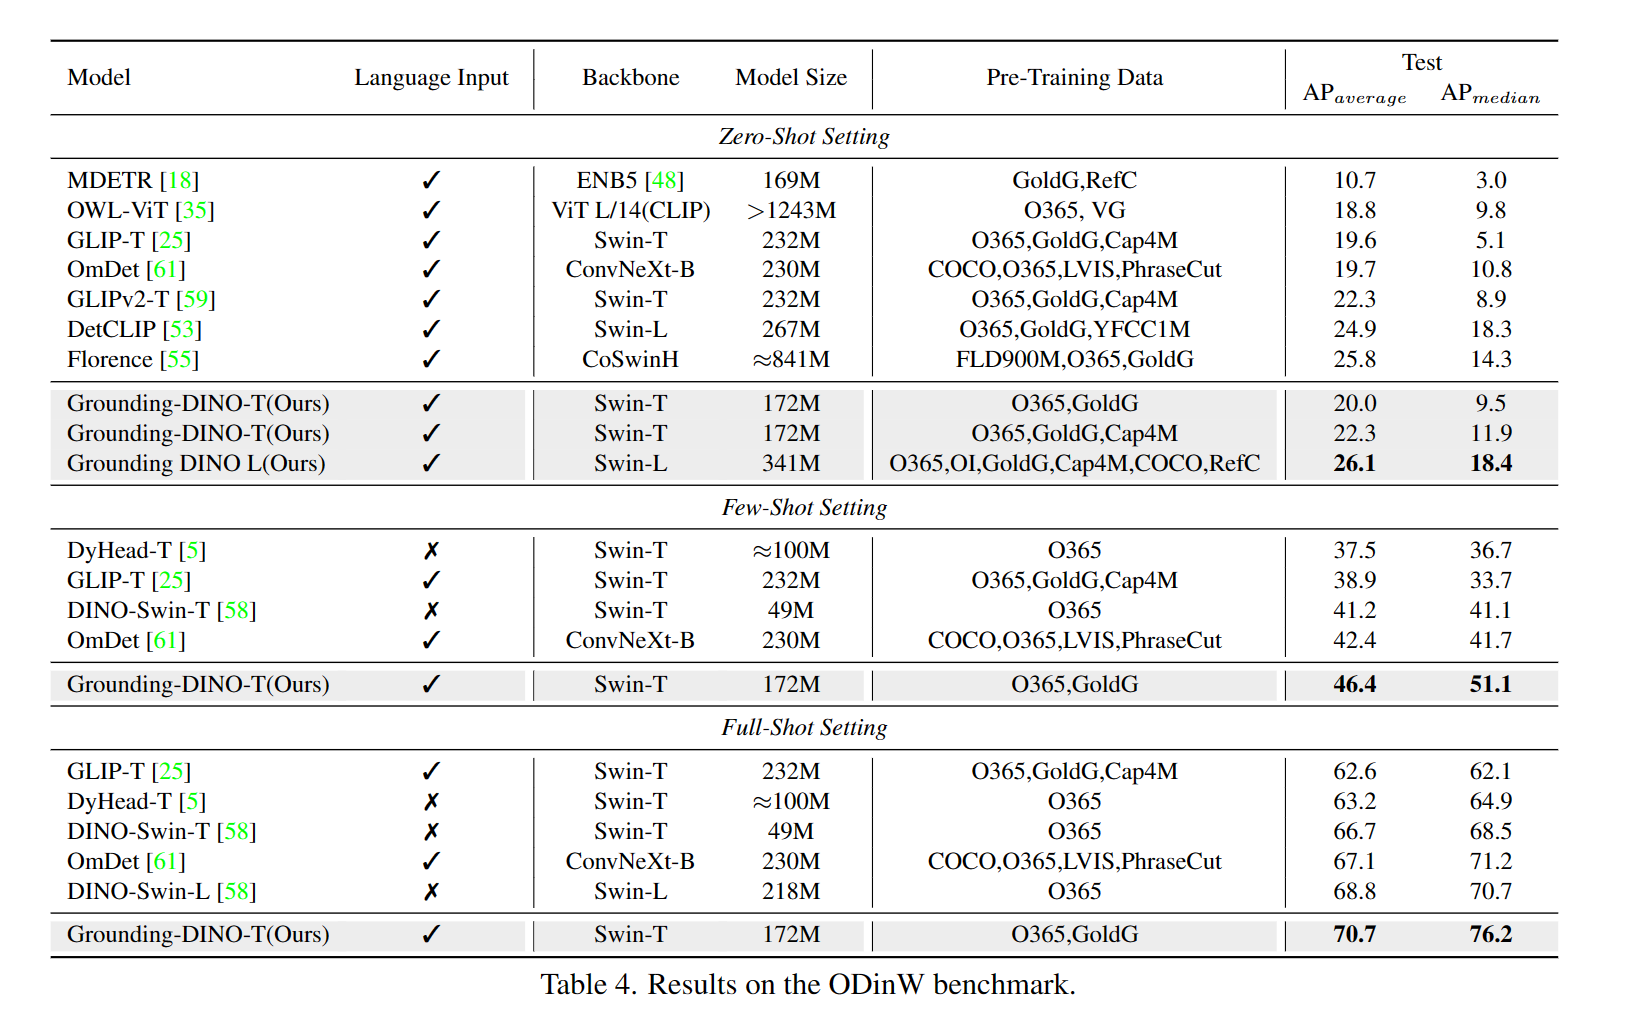 Model Language Input Backbone Model Size Pre-Training Data Test
APaverage APmedian
Zero-Shot Setting
MDETR [18] ✓ ENB5 [48] 169M GoldG,RefC 10.7 3.0
OWL-ViT [35] ✓ ViT L/14(CLIP) >1243M O365, VG 18.8 9.8
GLIP-T [25] ✓ Swin-T 232M O365,GoldG,Cap4M 19.6 5.1
OmDet [61] ✓ ConvNeXt-B 230M COCO,O365,LVIS,PhraseCut 19.7 10.8
GLIPv2-T [59] ✓ Swin-T 232M O365,GoldG,Cap4M 22.3 8.9
DetCLIP [53] ✓ Swin-L 267M O365,GoldG,YFCC1M 24.9 18.3
Florence [55] ✓ CoSwinH ≈841M FLD900M,O365,GoldG 25.8 14.3
Grounding-DINO-T(Ours) ✓ Swin-T 172M O365,GoldG 20.0 9.5
Grounding-DINO-T(Ours) ✓ Swin-T 172M O365,GoldG,Cap4M 22.3 11.9
Grounding DINO L(Ours) ✓ Swin-L 341M O365,OI,GoldG,Cap4M,COCO,RefC 26.1 18.4
Few-Shot Setting
DyHead-T [5] ✗ Swin-T ≈100M O365 37.5 36.7
GLIP-T [25] ✓ Swin-T 232M O365,GoldG,Cap4M 38.9 33.7
DINO-Swin-T [58] ✗ Swin-T 49M O365 41.2 41.1
OmDet [61] ✓ ConvNeXt-B 230M COCO,O365,LVIS,PhraseCut 42.4 41.7
Grounding-DINO-T(Ours) ✓ Swin-T 172M O365,GoldG 46.4 51.1
Full-Shot Setting
GLIP-T [25] ✓ Swin-T 232M O365,GoldG,Cap4M 62.6 62.1
DyHead-T [5] ✗ Swin-T ≈100M O365 63.2 64.9
DINO-Swin-T [58] ✗ Swin-T 49M O365 66.7 68.5
OmDet [61] ✓ ConvNeXt-B 230M COCO,O365,LVIS,PhraseCut 67.1 71.2
DINO-Swin-L [58] ✗ Swin-L 218M O365 68.8 70.7
Grounding-DINO-T(Ours) ✓ Swin-T 172M O365,GoldG 70.7 76.2
Table 4. Results on the ODinW benchmark.